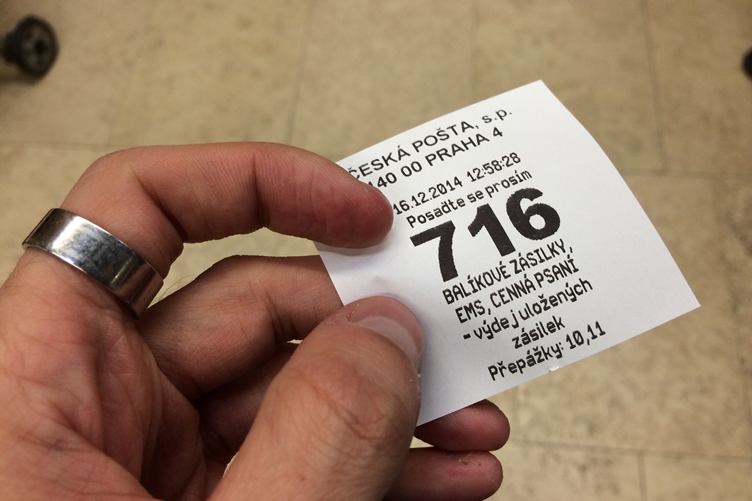 ČESKÁ POŠTA, s.p.
140 00 PRAHA 4
16.12.2014 12:58:28
Posaďte se prosím
716
BALÍKOVÉ ZÁSILKY,
EMS, CENNÁ PSANÍ
- výdej uložených
zásilek
Přepážky: 10,11